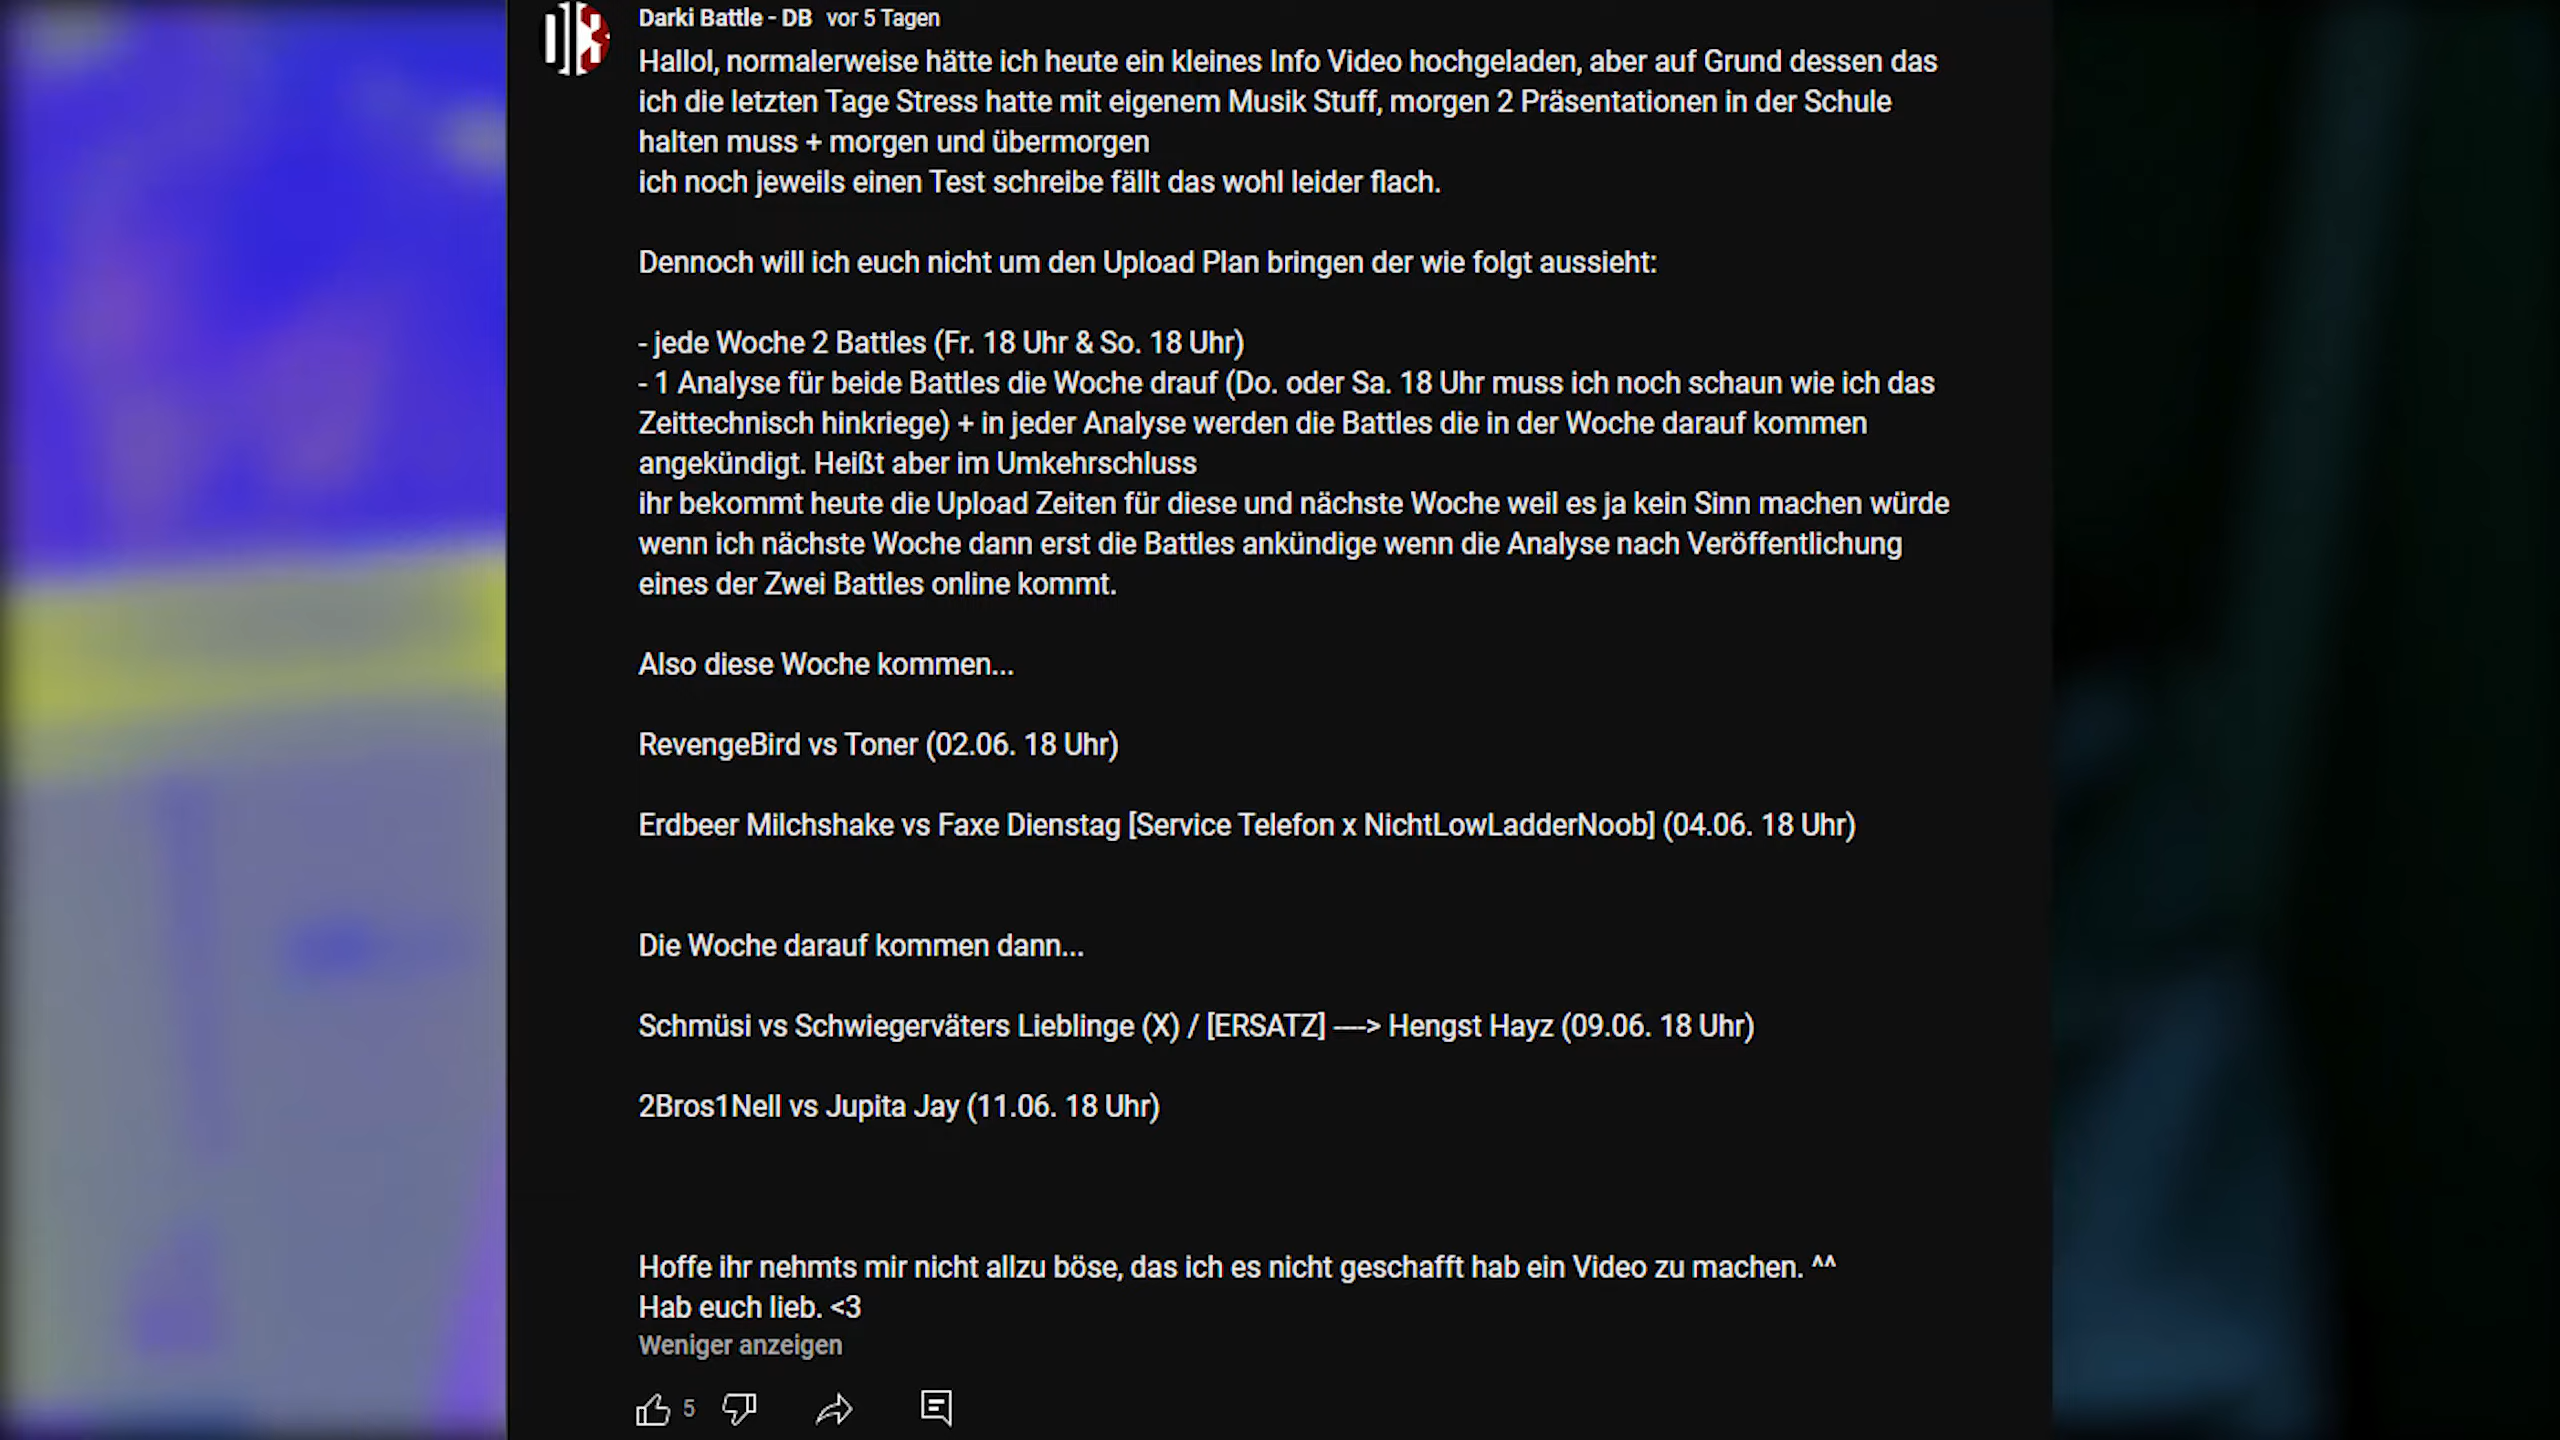 Darki Battle - DB vor 5 Tagen
Hallol, normalerweise hätte ich heute ein kleines Info Video hochgeladen, aber auf Grund dessen das
ich die letzten Tage Stress hatte mit eigenem Musik Stuff, morgen 2 Präsentationen in der Schule
halten muss + morgen und übermorgen
ich noch jeweils einen Test schreibe fällt das wohl leider flach.
Dennoch will ich euch nicht um den Upload Plan bringen der wie folgt aussieht:
- jede Woche 2 Battles (Fr. 18 Uhr & So. 18 Uhr)
- 1 Analyse für beide Battles die Woche drauf (Do. oder Sa. 18 Uhr muss ich noch schaun wie ich das
Zeittechnisch hinkriege) + in jeder Analyse werden die Battles die in der Woche darauf kommen
angekündigt. Heißt aber im Umkehrschluss
ihr bekommt heute die Upload Zeiten für diese und nächste Woche weil es ja kein Sinn machen würde
wenn ich nächste Woche dann erst die Battles ankündige wenn die Analyse nach Veröffentlichung
eines der Zwei Battles online kommt.
Also diese Woche kommen...
RevengeBird vs Toner (02.06. 18 Uhr)
Erdbeer Milchshake vs Faxe Dienstag [Service Telefon x NichtLowLadderNoob] (04.06. 18 Uhr)
Die Woche darauf kommen dann...
Schmüsi vs Schwiegerväters Lieblinge (X) / [ERSATZ] ----> Hengst Hayz (09.06. 18 Uhr)
2Bros1Nell vs Jupita Jay (11.06. 18 Uhr)
Hoffe ihr nehmts mir nicht allzu böse, das ich es nicht geschafft hab ein Video zu machen. ^^
Hab euch lieb. <3
Weniger anzeigen
5